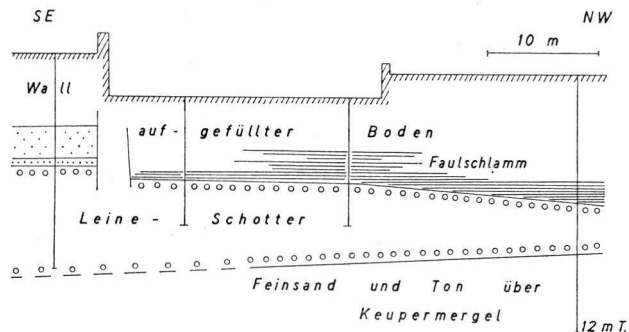 SE
NW
10 m
Wall
auf-gefüllter Boden
Faulschlamm
Leine-Schotter
Feinsand und Ton über
Keupermergel
12 m T.